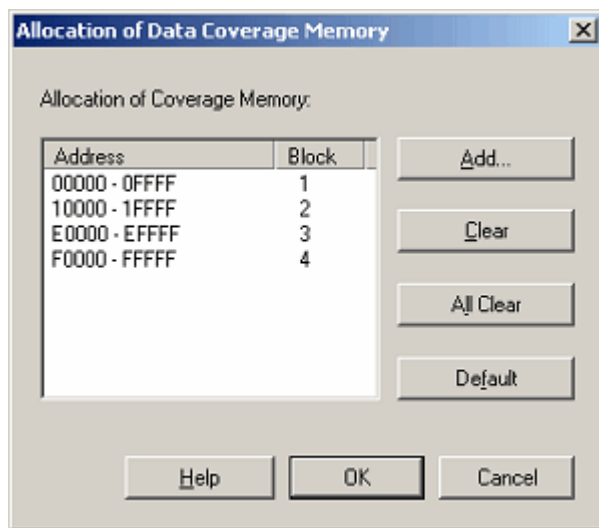 Allocation of Data Coverage Memory
Allocation of Coverage Memory:
Address Block
00000 - 0FFFF 1
10000 - 1FFFF 2
E0000 - EFFFF 3
F0000 - FFFFF 4
Add...
Clear
All Clear
Default
Help OK Cancel